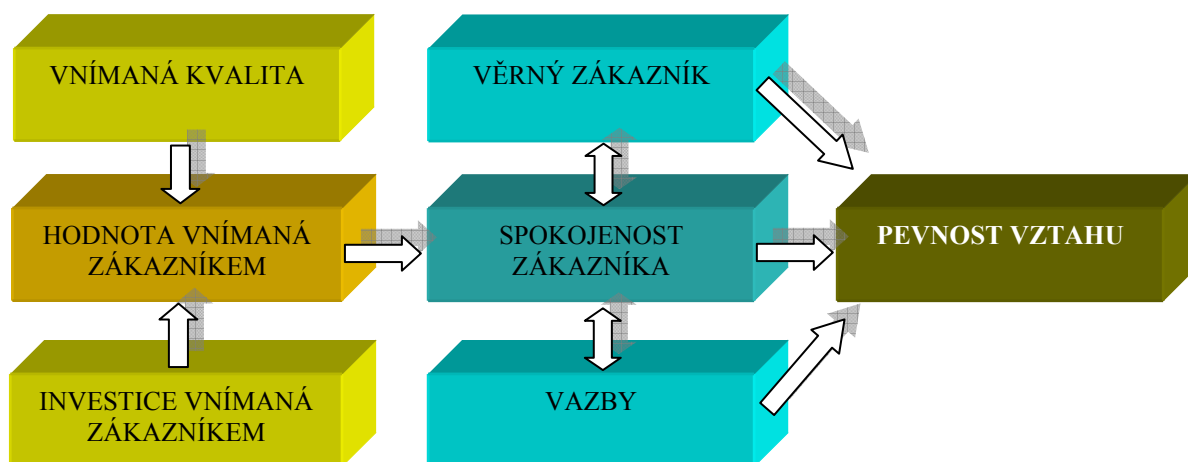 VNÍMANÁ KVALITA
VĚRNÝ ZÁKAZNÍK
HODNOTA VNÍMANÁ
ZÁKAZNÍKEM
SPOKOJENOST
ZÁKAZNÍKA
PEVNOST VZTAHU
INVESTICE VNÍMANÁ
ZÁKAZNÍKEM
VAZBY